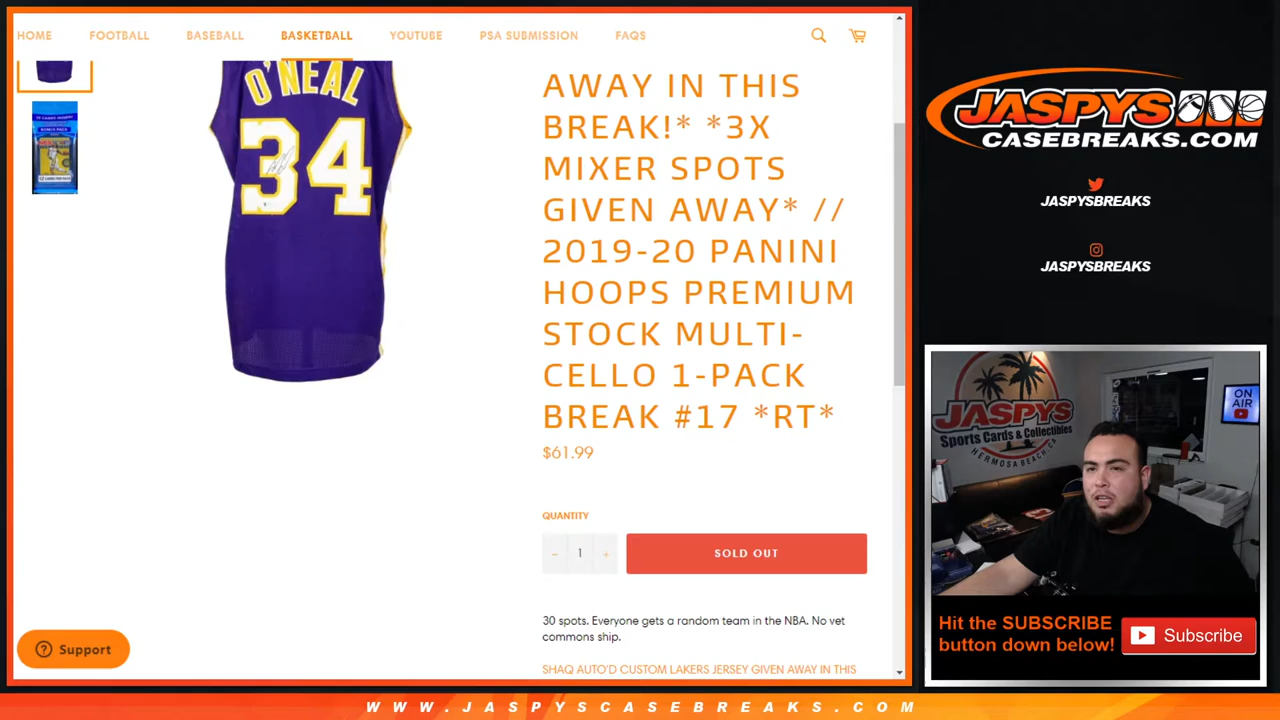 HOME FOOTBALL BASEBALL BASKETBALL YOUTUBE PSA SUBMISSION FAQS
O'NEAL
34
AWAY IN THIS
BREAK!* *3X
MIXER SPOTS
GIVEN AWAY* //
2019-20 PANINI
HOOPS PREMIUM
STOCK MULTI-
CELLO 1-PACK
BREAK #17 *RT*
$61.99
QUANTITY
− 1 +
SOLD OUT
30 spots. Everyone gets a random team in the NBA. No vet
commons ship.
SHAQ AUTO'D CUSTOM LAKERS JERSEY GIVEN AWAY IN THIS
Support
JASPYS
CASEBREAKS.COM
JASPYSBREAKS
JASPYSBREAKS
JASPYS
Sports Cards & Collectibles
HERMOSA BEACH, CA
ON
AIR
Hit the SUBSCRIBE
button down below!
Subscribe
WWW.JASPYSCASEBREAKS.COM